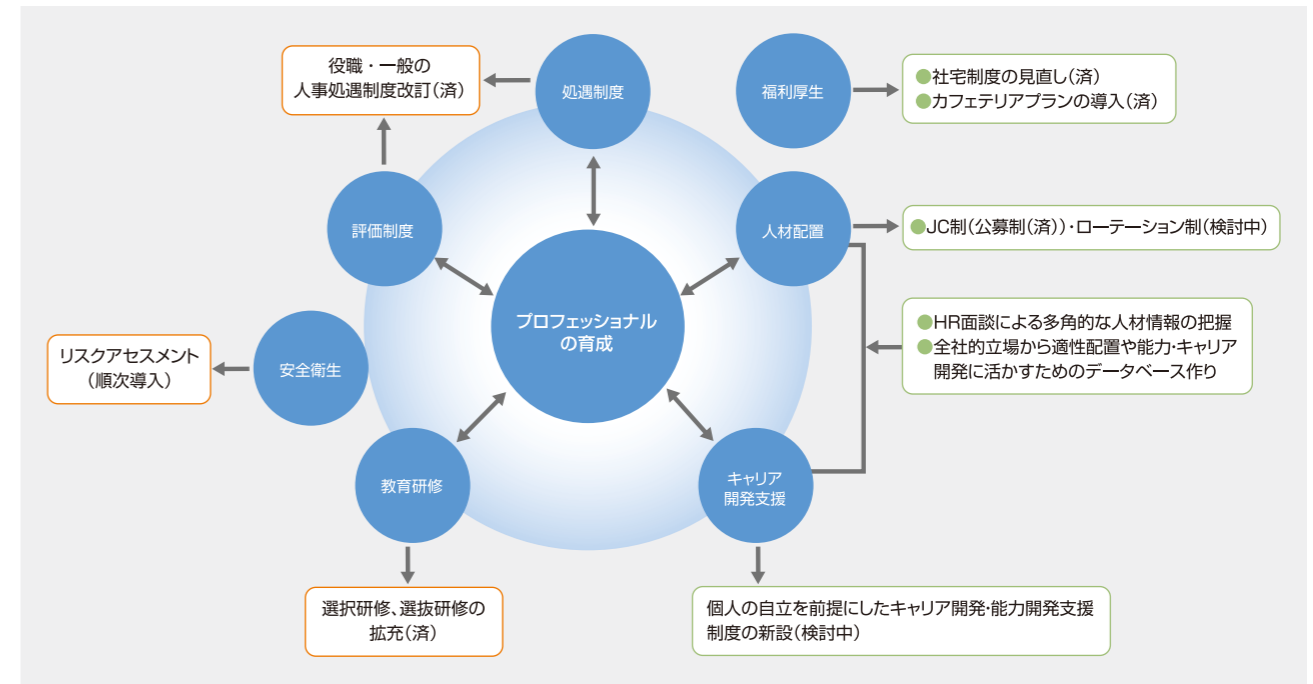 役職・一般の
人事処遇制度改訂(済)
処遇制度
福利厚生
●社宅制度の見直し(済)
●カフェテリアプランの導入(済)
評価制度
人材配置
●JC制(公募制(済))・ローテーション制(検討中)
プロフェッショナル
の育成
●HR面談による多角的な人材情報の把握
●全社的立場から適性配置や能力・キャリア
開発に活かすためのデータベース作り
リスクアセスメント
(順次導入)
安全衛生
教育研修
キャリア
開発支援
選択研修、選抜研修の
拡充(済)
個人の自立を前提にしたキャリア開発・能力開発支援
制度の新設(検討中)